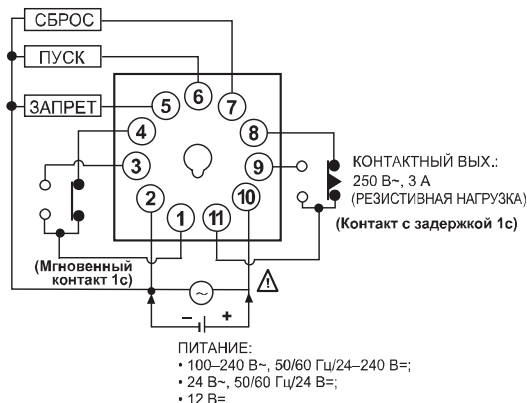 СБРОС
ПУСК
ЗАПРЕТ
6
5
7
4
8
3
9
2
10
1
11
КОНТАКТНЫЙ ВЫХ.:
250 В~, 3 А
(РЕЗИСТИВНАЯ НАГРУЗКА)
(Контакт с задержкой 1с)
(Мгновенный
контакт 1с)
~
!
– +
ПИТАНИЕ:
• 100–240 В~, 50/60 Гц/24–240 В=;
• 24 В~, 50/60 Гц/24 В=;
• 12 В=